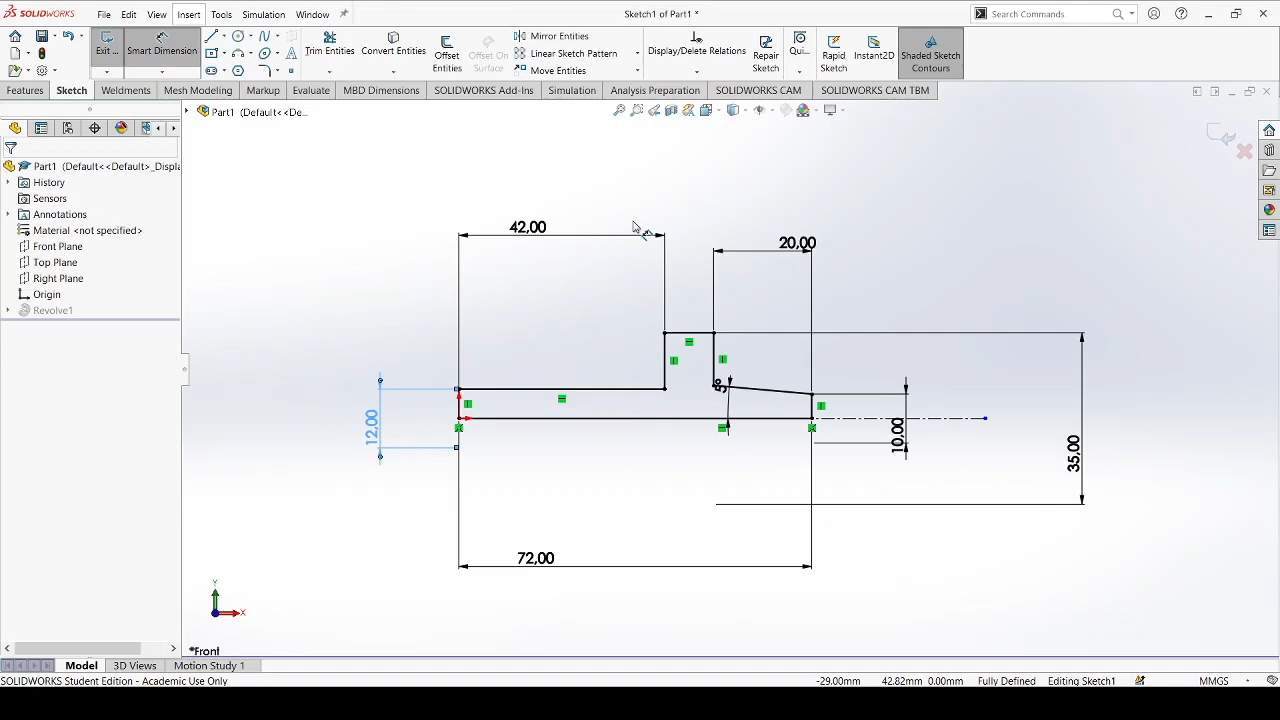 SOLIDWORKS File Edit View Insert Tools Simulation Window Sketch1 of Part1 * Search Commands
Exit ... Smart Dimension Trim Entities Convert Entities Offset Entities Offset On Surface Mirror Entities Linear Sketch Pattern Move Entities Display/Delete Relations Repair Sketch Qui... Rapid Sketch Instant2D Shaded Sketch Contours
Features Sketch Weldments Mesh Modeling Markup Evaluate MBD Dimensions SOLIDWORKS Add-Ins Simulation Analysis Preparation SOLIDWORKS CAM SOLIDWORKS CAM TBM
Part1 (Default<<De...
Part1 (Default<<Default>_Displa
History
Sensors
Annotations
Material <not specified>
Front Plane
Top Plane
Right Plane
Origin
Revolve1
42,00
20,00
5°
12,00
10,00
35,00
72,00
Y
X
*Front
Model 3D Views Motion Study 1
SOLIDWORKS Student Edition - Academic Use Only -29.00mm 42.82mm 0.00mm Fully Defined Editing Sketch1 MMGS